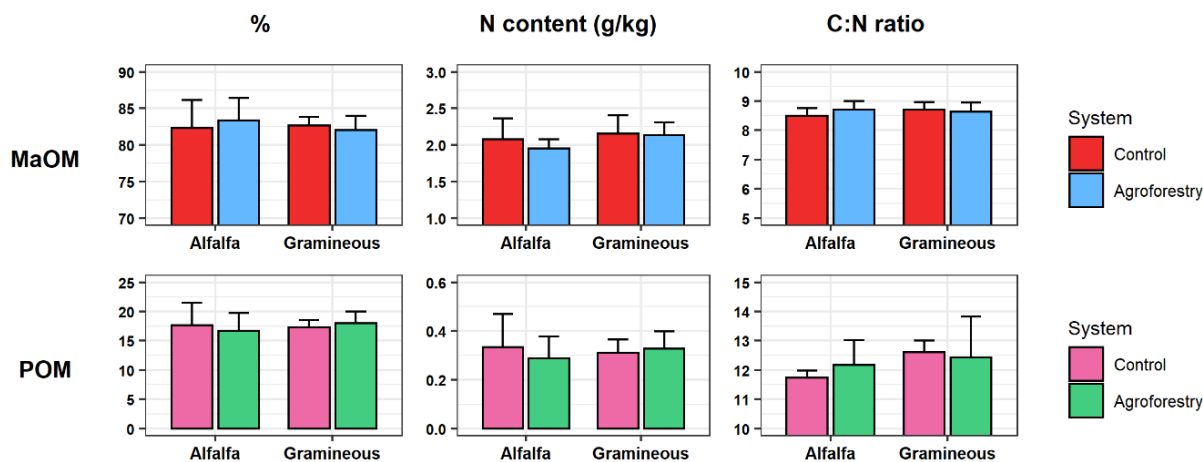 % N content (g/kg) C:N ratio
MaOM
90
85
80
75
70
Alfalfa Gramineous
3.0
2.5
2.0
1.5
1.0
Alfalfa Gramineous
10
9
8
7
6
5
Alfalfa Gramineous
System
Control
Agroforestry
POM
25
20
15
10
5
0
Alfalfa Gramineous
0.6
0.4
0.2
0.0
Alfalfa Gramineous
15
14
13
12
11
10
Alfalfa Gramineous
System
Control
Agroforestry